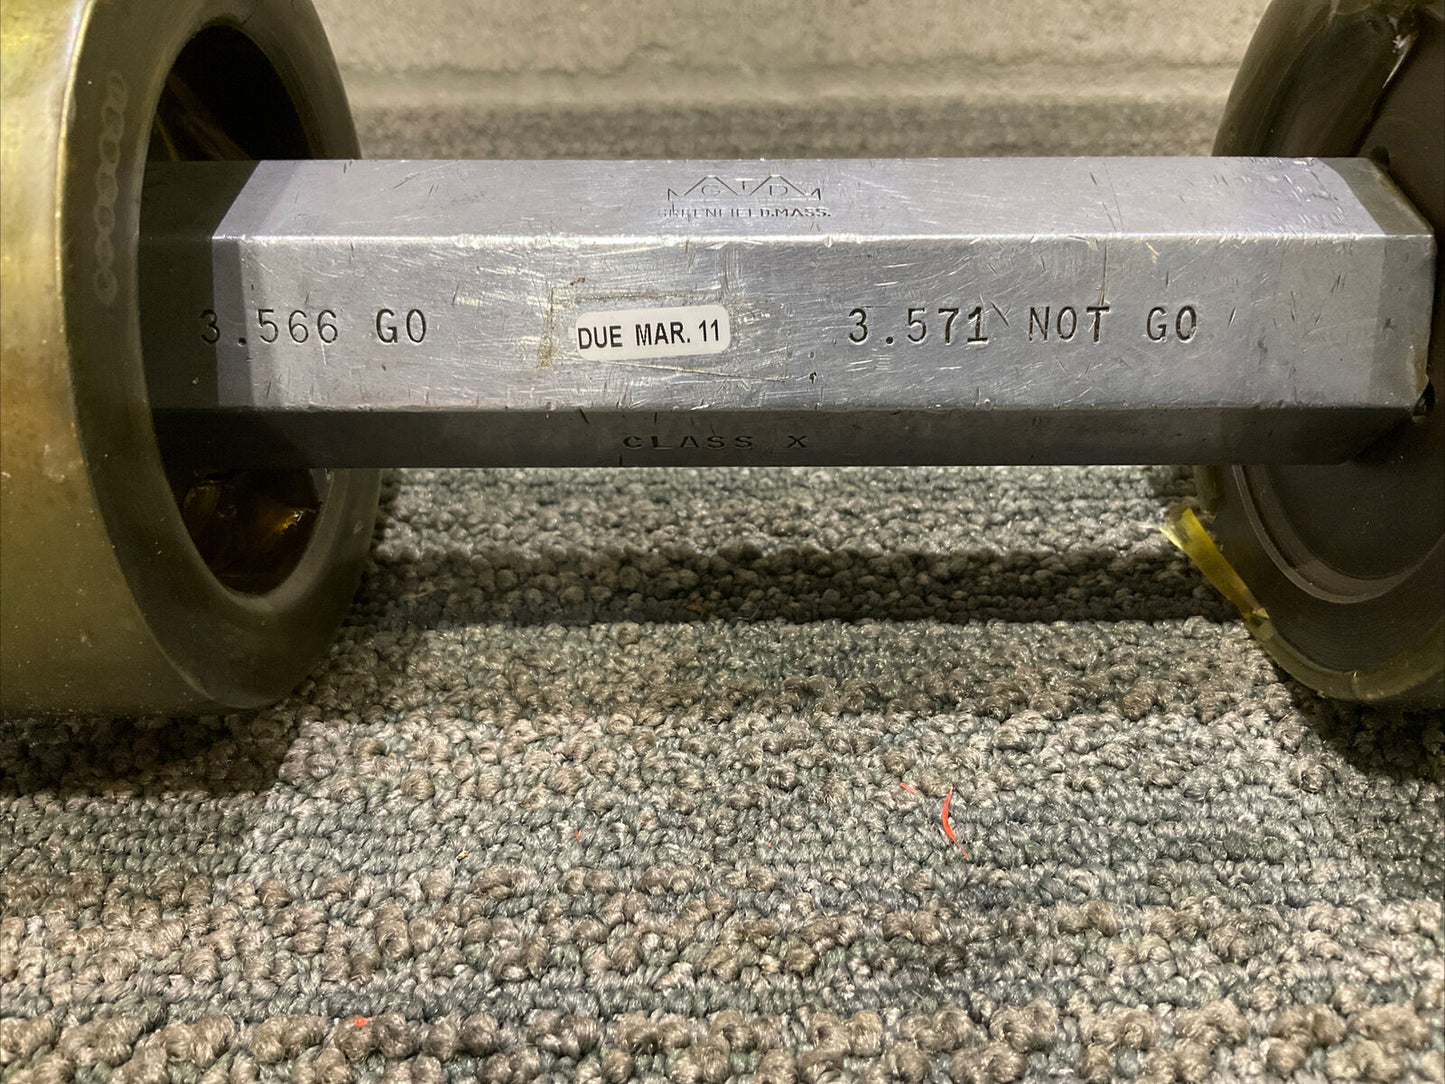 GTD
GREENFIELD.MASS.
3.566 GO
DUE MAR. 11
3.571 NOT GO
CLASS X